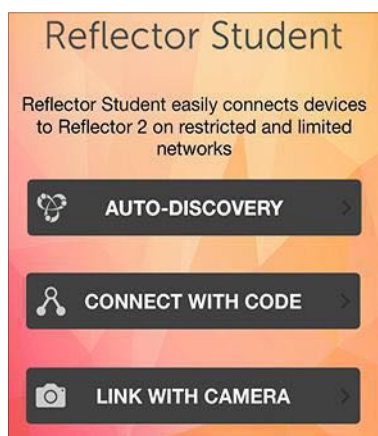 Reflector Student
Reflector Student easily connects devices
to Reflector 2 on restricted and limited
networks
AUTO-DISCOVERY
CONNECT WITH CODE
LINK WITH CAMERA